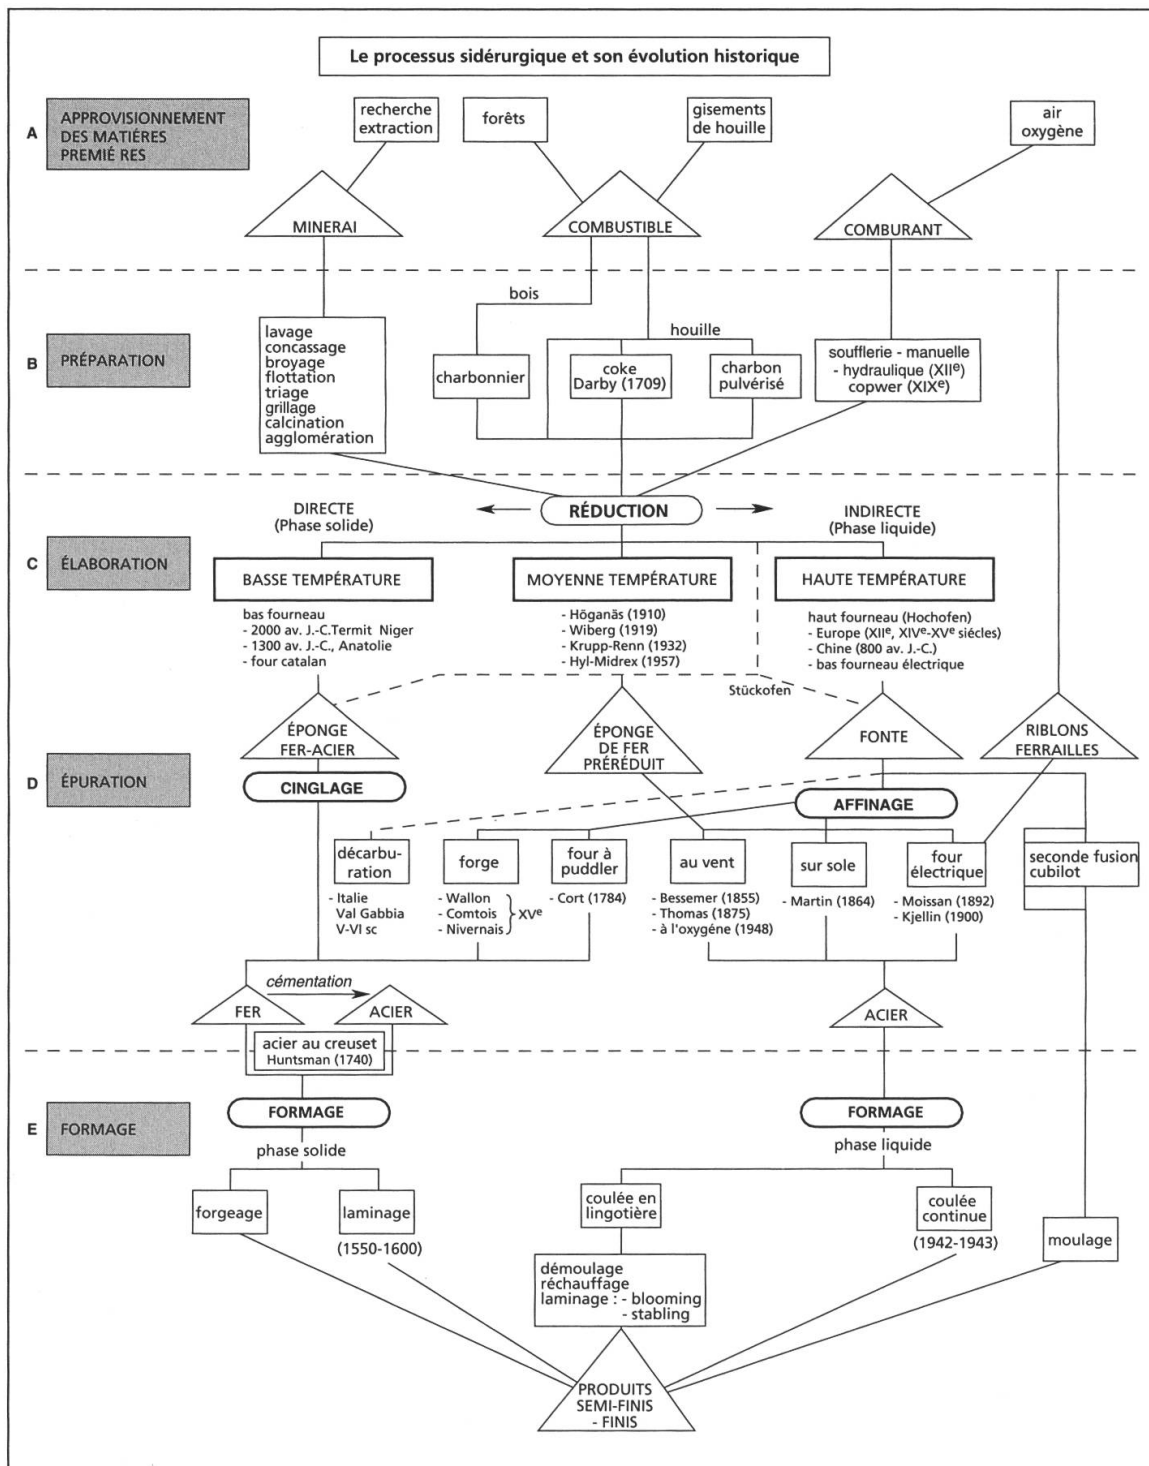 Le processus sidérurgique et son évolution historique
A
APPROVISIONNEMENT
DES MATIÉRES
PREMIÉ RES
recherche
extraction
forêts
gisements
de houille
air
oxygène
MINERAI
COMBUSTIBLE
COMBURANT
B
PRÉPARATION
lavage
concassage
broyage
flottation
triage
grillage
calcination
agglomération
bois
houille
charbonnier
coke
Darby (1709)
charbon
pulvérisé
soufflerie - manuelle
- hydraulique (XIIe)
copwer (XIXe)
C
ÉLABORATION
DIRECTE
(Phase solide)
RÉDUCTION
INDIRECTE
(Phase liquide)
BASSE TEMPÉRATURE
MOYENNE TEMPÉRATURE
HAUTE TEMPÉRATURE
bas fourneau
- 2000 av. J.-C.Termit Niger
- 1300 av. J.-C., Anatolie
- four catalan
- Höganäs (1910)
- Wiberg (1919)
- Krupp-Renn (1932)
- Hyl-Midrex (1957)
haut fourneau (Hochofen)
- Europe (XIIe, XIVe-XVe siécles)
- Chine (800 av. J.-C.)
- bas fourneau électrique
Stückofen
D
ÉPURATION
ÉPONGE
FER-ACIER
ÉPONGE
DE FER
PRÉRÉDUIT
FONTE
RIBLONS
FERRAILLES
CINGLAGE
AFFINAGE
décarbu-
ration
forge
four à
puddler
au vent
sur sole
four
électrique
seconde fusion
cubilot
- Italie
Val Gabbia
V-VI sc
- Wallon
- Comtois
- Nivernais
XVe
- Cort (1784)
- Bessemer (1855)
- Thomas (1875)
- à l'oxygéne (1948)
- Martin (1864)
- Moissan (1892)
- Kjellin (1900)
cémentation
FER
ACIER
ACIER
acier au creuset
Huntsman (1740)
E
FORMAGE
FORMAGE
phase solide
FORMAGE
phase liquide
forgeage
laminage
(1550-1600)
coulée en
lingotière
coulée
continue
(1942-1943)
moulage
démoulage
réchauffage
laminage : - blooming
- stabling
PRODUITS
SEMI-FINIS
- FINIS